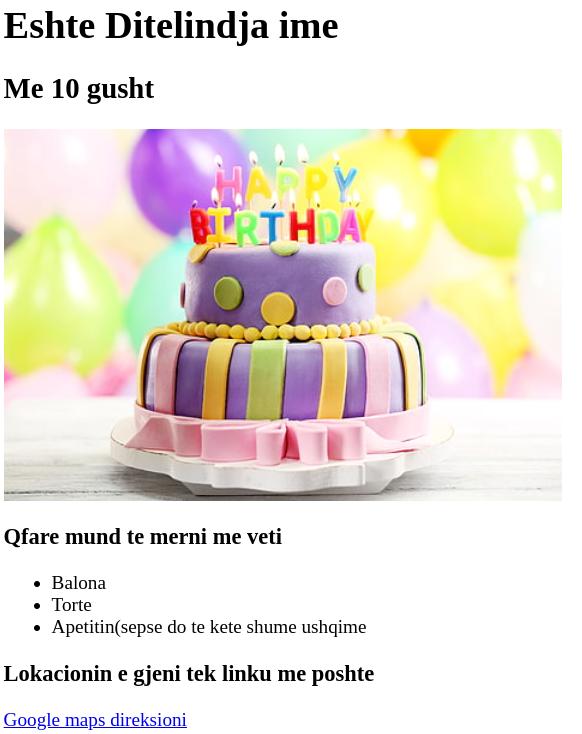 Eshte Ditelindja ime
Me 10 gusht
HAPPY
BIRTHDAY
Qfare mund te merni me veti
Balona
Torte
Apetitin(sepse do te kete shume ushqime
Lokacionin e gjeni tek linku me poshte
Google maps direksioni